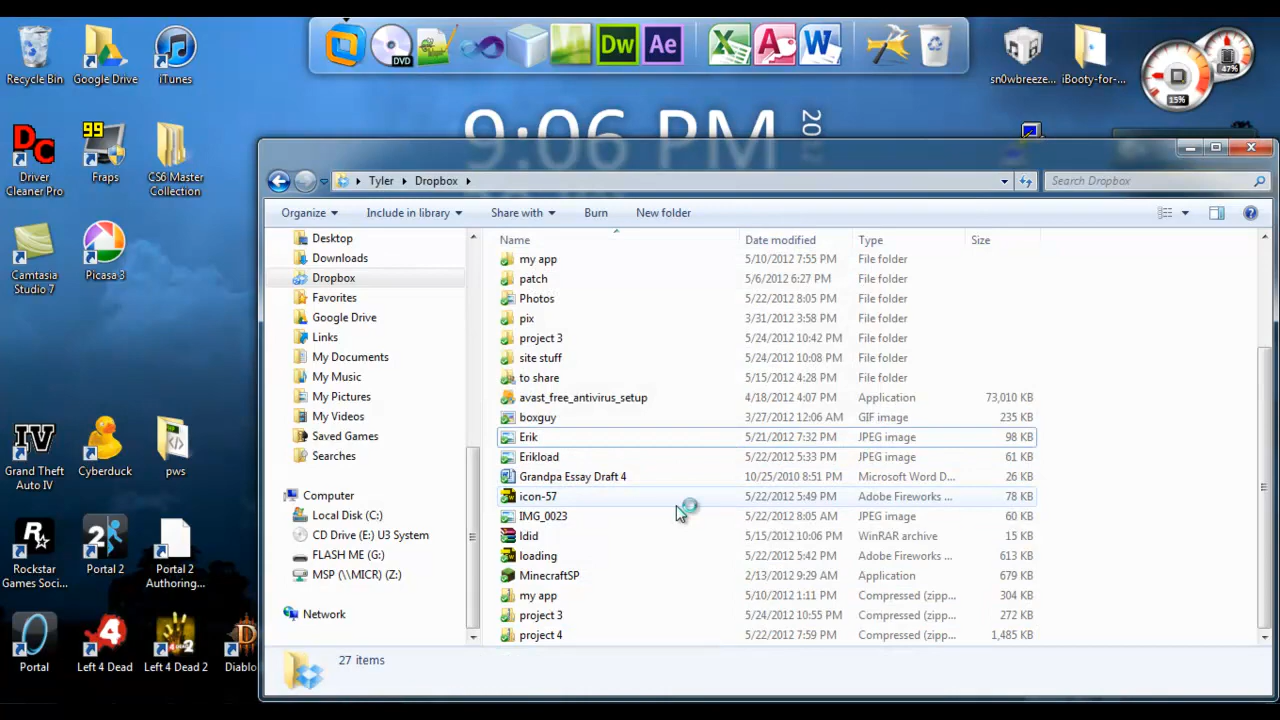 Recycle Bin
Google Drive
iTunes
DVD
Dw
Ae
sn0wbreeze...
iBooty-for-...
47%
15%
9:06 PM
20
DC
Driver
Cleaner Pro
99
Fraps
CS6 Master
Collection
Camtasia
Studio 7
Picasa 3
IV
Grand Theft
Auto IV
Cyberduck
pws
Rockstar
Games Soci...
Portal 2
Portal 2
Authoring...
Portal
Left 4 Dead
Left 4 Dead 2
Diablo
Tyler
Dropbox
Search Dropbox
Organize
Include in library
Share with
Burn
New folder
Desktop
Downloads
Dropbox
Favorites
Google Drive
Links
My Documents
My Music
My Pictures
My Videos
Saved Games
Searches
Computer
Local Disk (C:)
CD Drive (E:) U3 System
FLASH ME (G:)
MSP (\\MICR) (Z:)
Network
Name Date modified Type Size
my app 5/10/2012 7:55 PM File folder
patch 5/6/2012 6:27 PM File folder
Photos 5/22/2012 8:05 PM File folder
pix 3/31/2012 3:58 PM File folder
project 3 5/24/2012 10:42 PM File folder
site stuff 5/24/2012 10:08 PM File folder
to share 5/15/2012 4:28 PM File folder
avast_free_antivirus_setup 4/18/2012 4:07 PM Application 73,010 KB
boxguy 3/27/2012 12:06 AM GIF image 235 KB
Erik 5/21/2012 7:32 PM JPEG image 98 KB
Erikload 5/22/2012 5:33 PM JPEG image 61 KB
Grandpa Essay Draft 4 10/25/2010 8:51 PM Microsoft Word D... 26 KB
icon-57 5/22/2012 5:49 PM Adobe Fireworks ... 78 KB
IMG_0023 5/22/2012 8:05 AM JPEG image 60 KB
ldid 5/15/2012 10:06 PM WinRAR archive 15 KB
loading 5/22/2012 5:42 PM Adobe Fireworks ... 613 KB
MinecraftSP 2/13/2012 9:29 AM Application 679 KB
my app 5/10/2012 1:11 PM Compressed (zipp... 304 KB
project 3 5/24/2012 10:55 PM Compressed (zipp... 272 KB
project 4 5/22/2012 7:59 PM Compressed (zipp... 1,485 KB
27 items